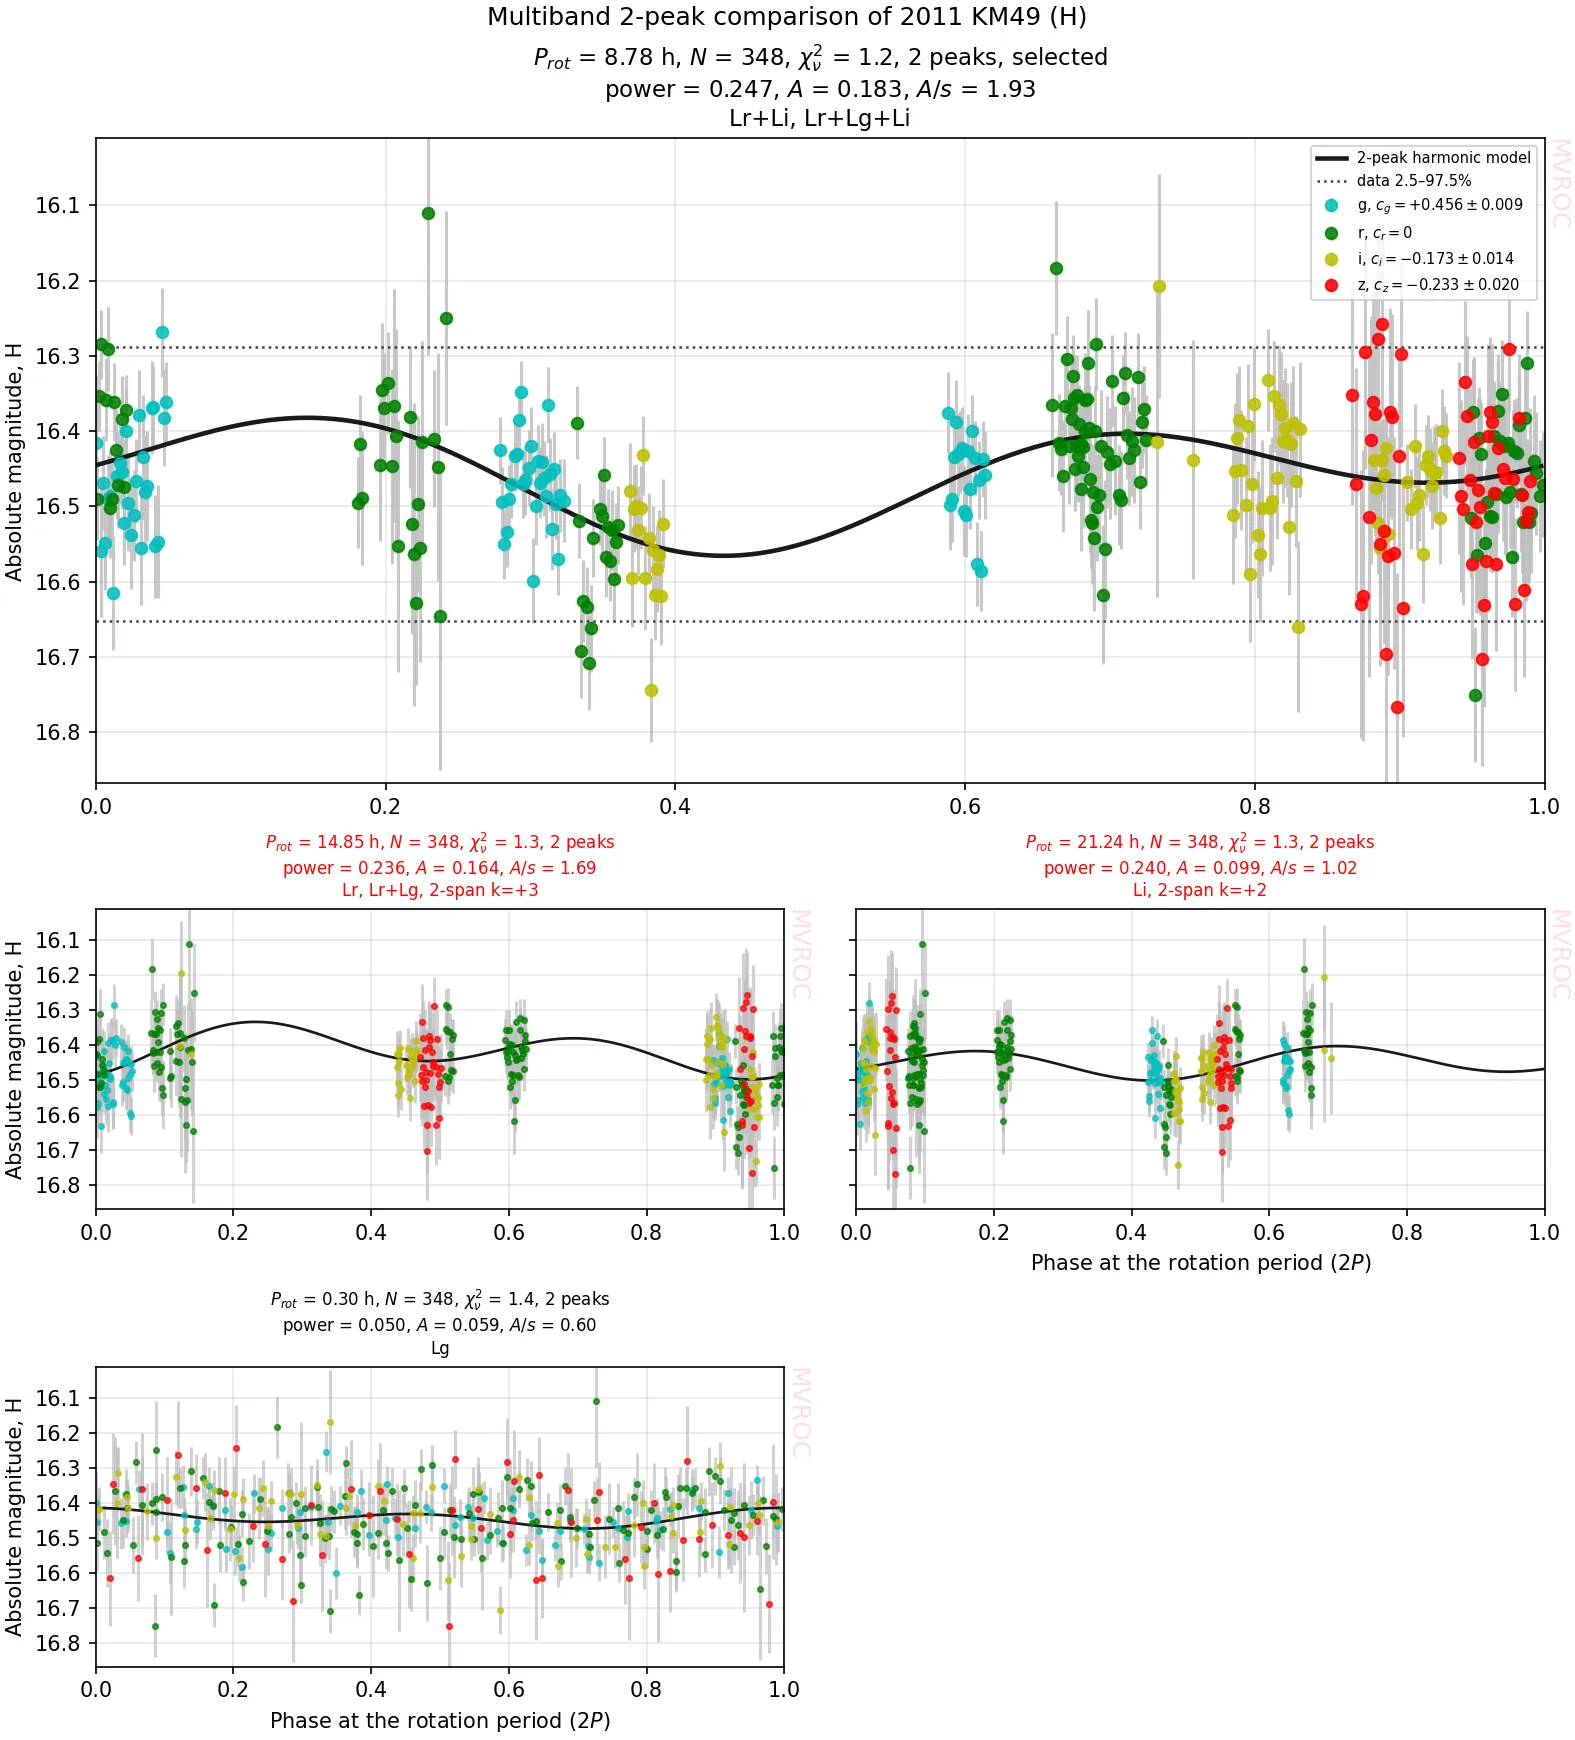 Multiband 2-peak comparison of 2011 KM49 (H)
P_rot = 8.78 h, N = 348, χ²_ν = 1.2, 2 peaks, selected
power = 0.247, A = 0.183, A/s = 1.93
Lr+Li, Lr+Lg+Li
2-peak harmonic model
data 2.5–97.5%
g, c_g = +0.456 ± 0.009
r, c_r = 0
i, c_i = −0.173 ± 0.014
z, c_z = −0.233 ± 0.020
MVROC
Absolute magnitude, H
16.1
16.2
16.3
16.4
16.5
16.6
16.7
16.8
0.0 0.2 0.4 0.6 0.8 1.0
P_rot = 14.85 h, N = 348, χ²_ν = 1.3, 2 peaks
power = 0.236, A = 0.164, A/s = 1.69
Lr, Lr+Lg, 2-span k=+3
MVROC
Absolute magnitude, H
16.1
16.2
16.3
16.4
16.5
16.6
16.7
16.8
0.0 0.2 0.4 0.6 0.8 1.0
P_rot = 21.24 h, N = 348, χ²_ν = 1.3, 2 peaks
power = 0.240, A = 0.099, A/s = 1.02
Li, 2-span k=+2
MVROC
0.0 0.2 0.4 0.6 0.8 1.0
Phase at the rotation period (2P)
P_rot = 0.30 h, N = 348, χ²_ν = 1.4, 2 peaks
power = 0.050, A = 0.059, A/s = 0.60
Lg
MVROC
Absolute magnitude, H
16.1
16.2
16.3
16.4
16.5
16.6
16.7
16.8
0.0 0.2 0.4 0.6 0.8 1.0
Phase at the rotation period (2P)